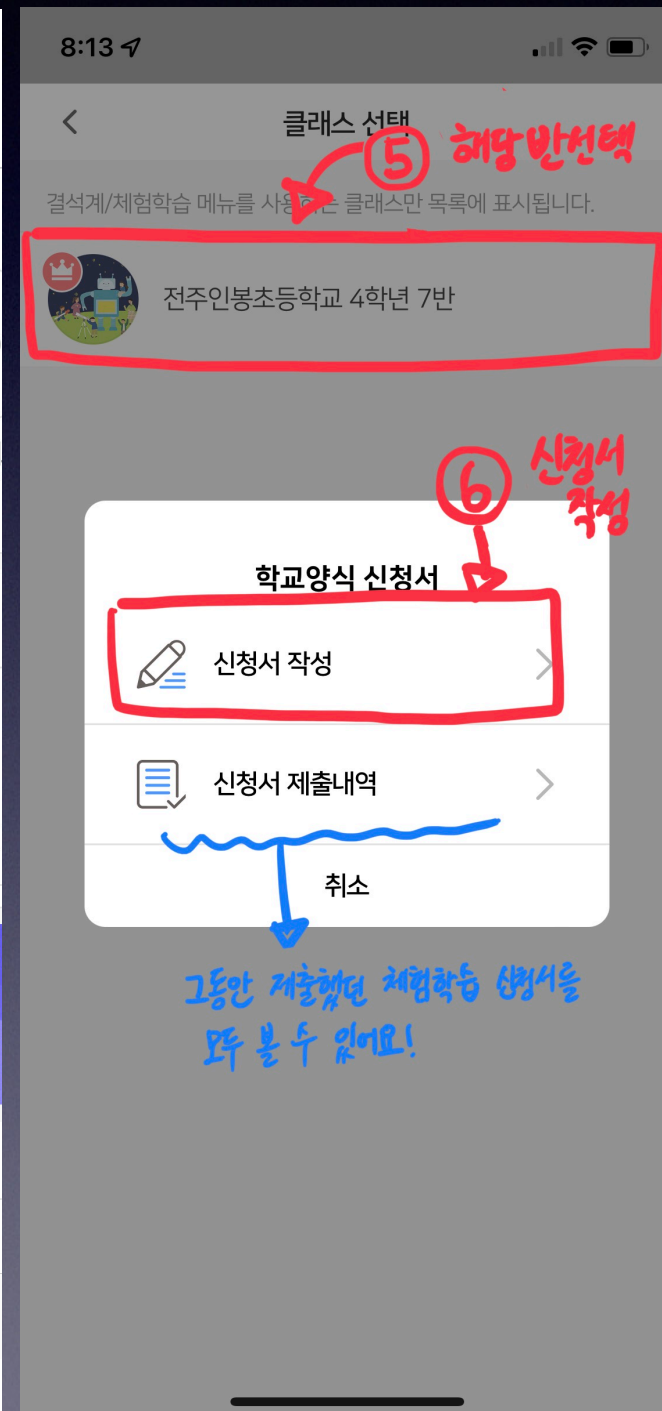 8:13
클래스 선택
⑤ 해당 반선택
결석계/체험학습 메뉴를 사용하는 클래스만 목록에 표시됩니다.
전주인봉초등학교 4학년 7반
⑥ 신청서
작성
학교양식 신청서
신청서 작성
신청서 제출내역
취소
그동안 제출했던 체험학습 신청서를
모두 볼 수 있어요!